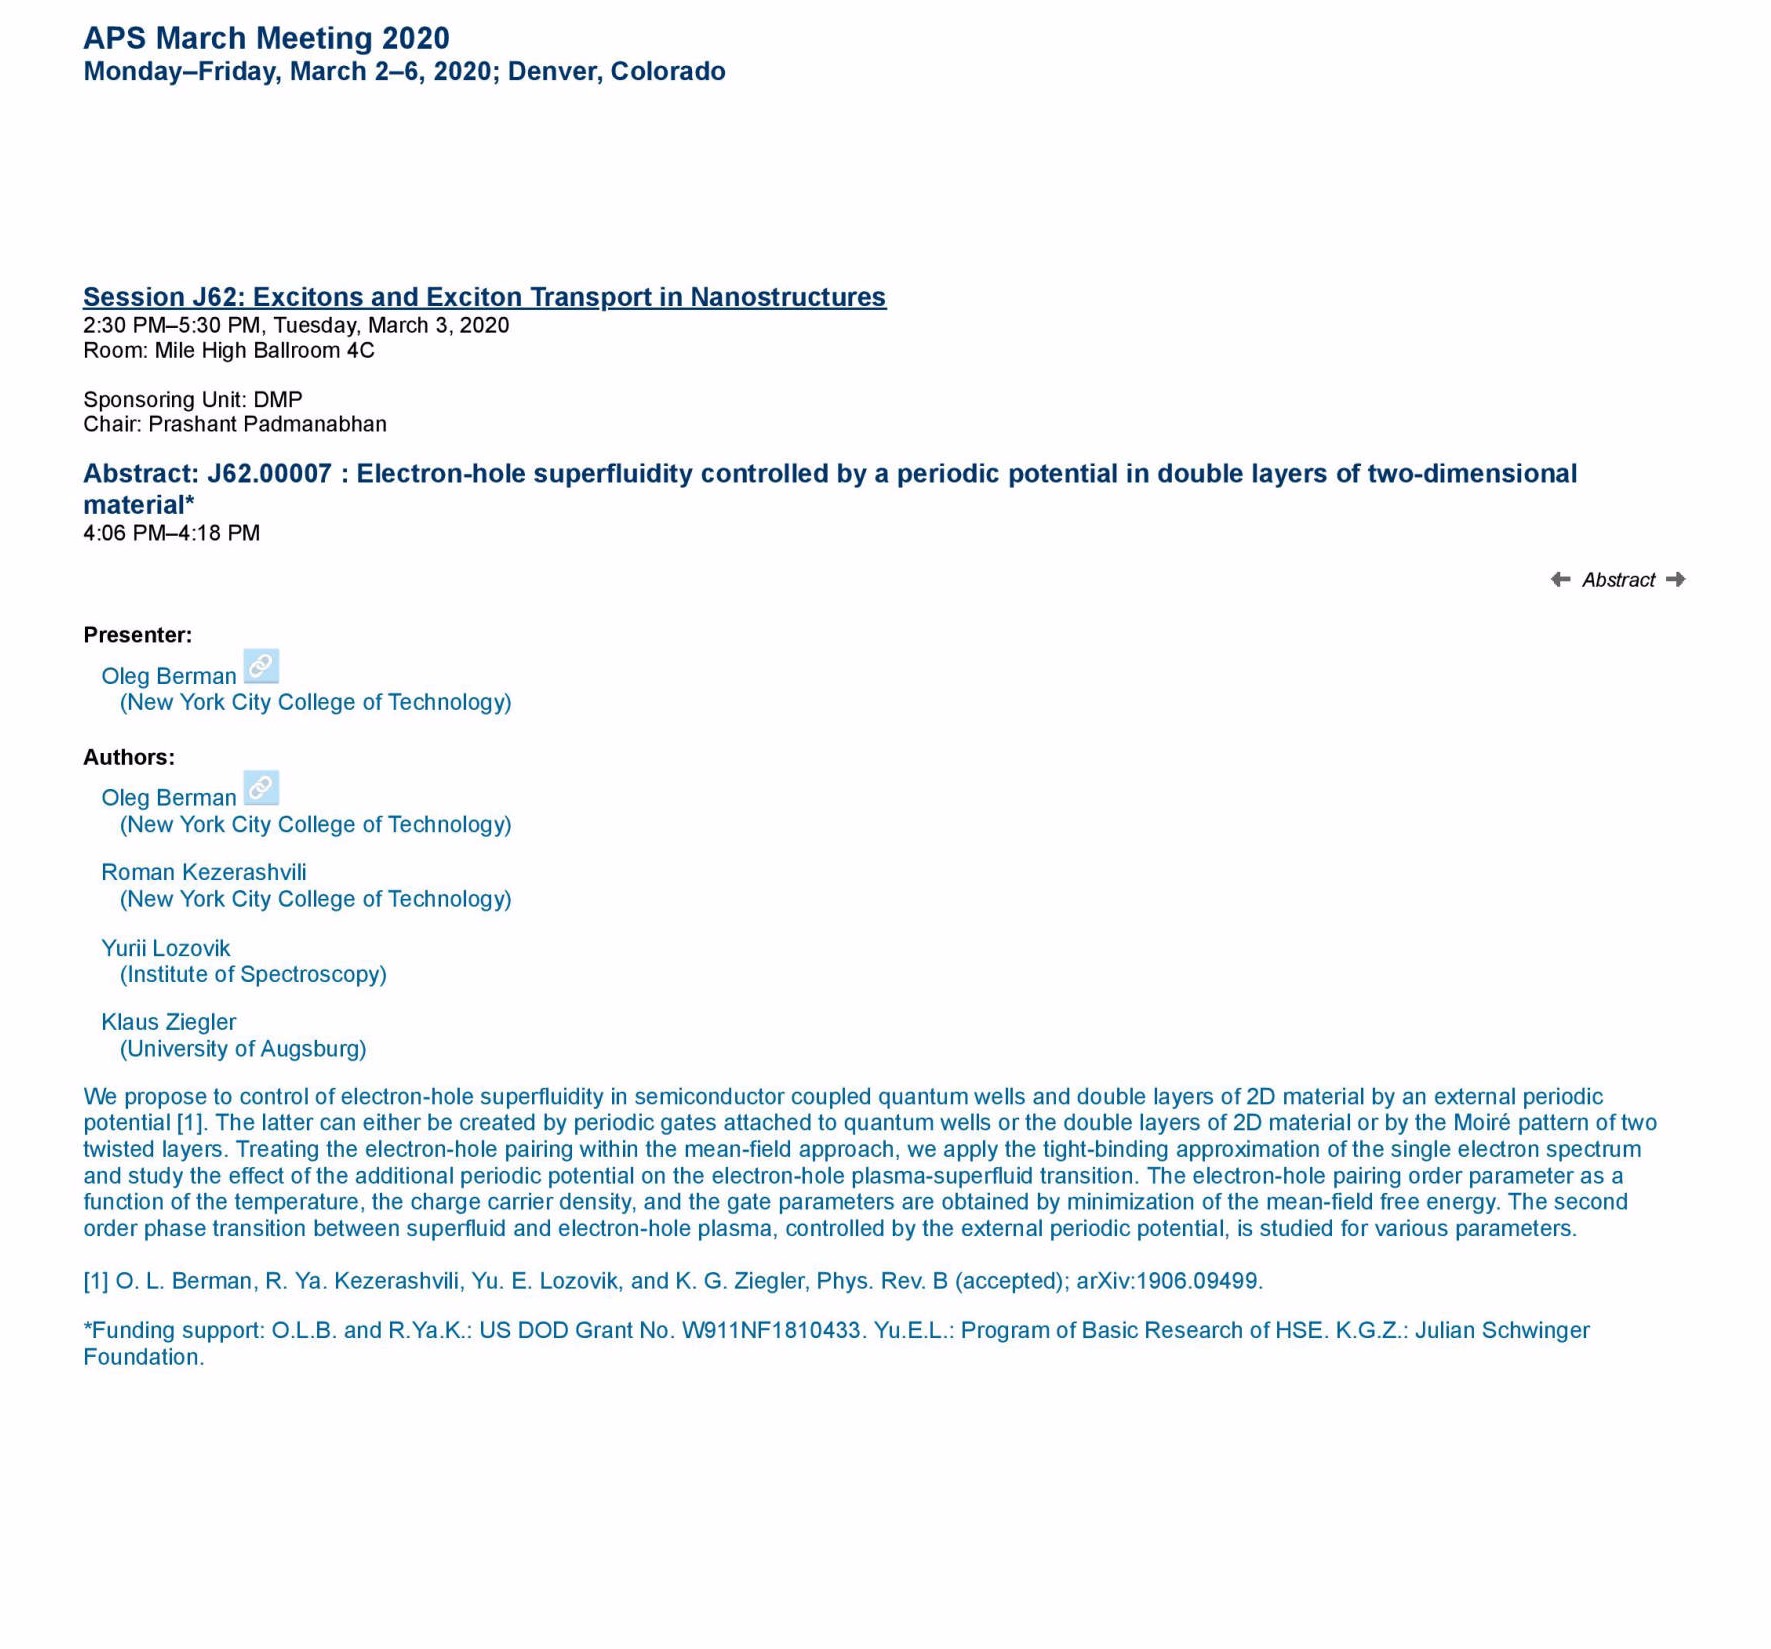 APS March Meeting 2020
Monday–Friday, March 2–6, 2020; Denver, Colorado
Session J62: Excitons and Exciton Transport in Nanostructures
2:30 PM–5:30 PM, Tuesday, March 3, 2020
Room: Mile High Ballroom 4C
Sponsoring Unit: DMP
Chair: Prashant Padmanabhan
Abstract: J62.00007 : Electron-hole superfluidity controlled by a periodic potential in double layers of two-dimensional
material*
4:06 PM–4:18 PM
Abstract
Presenter:
Oleg Berman
(New York City College of Technology)
Authors:
Oleg Berman
(New York City College of Technology)
Roman Kezerashvili
(New York City College of Technology)
Yurii Lozovik
(Institute of Spectroscopy)
Klaus Ziegler
(University of Augsburg)
We propose to control of electron-hole superfluidity in semiconductor coupled quantum wells and double layers of 2D material by an external periodic
potential [1]. The latter can either be created by periodic gates attached to quantum wells or the double layers of 2D material or by the Moiré pattern of two
twisted layers. Treating the electron-hole pairing within the mean-field approach, we apply the tight-binding approximation of the single electron spectrum
and study the effect of the additional periodic potential on the electron-hole plasma-superfluid transition. The electron-hole pairing order parameter as a
function of the temperature, the charge carrier density, and the gate parameters are obtained by minimization of the mean-field free energy. The second
order phase transition between superfluid and electron-hole plasma, controlled by the external periodic potential, is studied for various parameters.
[1] O. L. Berman, R. Ya. Kezerashvili, Yu. E. Lozovik, and K. G. Ziegler, Phys. Rev. B (accepted); arXiv:1906.09499.
*Funding support: O.L.B. and R.Ya.K.: US DOD Grant No. W911NF1810433. Yu.E.L.: Program of Basic Research of HSE. K.G.Z.: Julian Schwinger
Foundation.